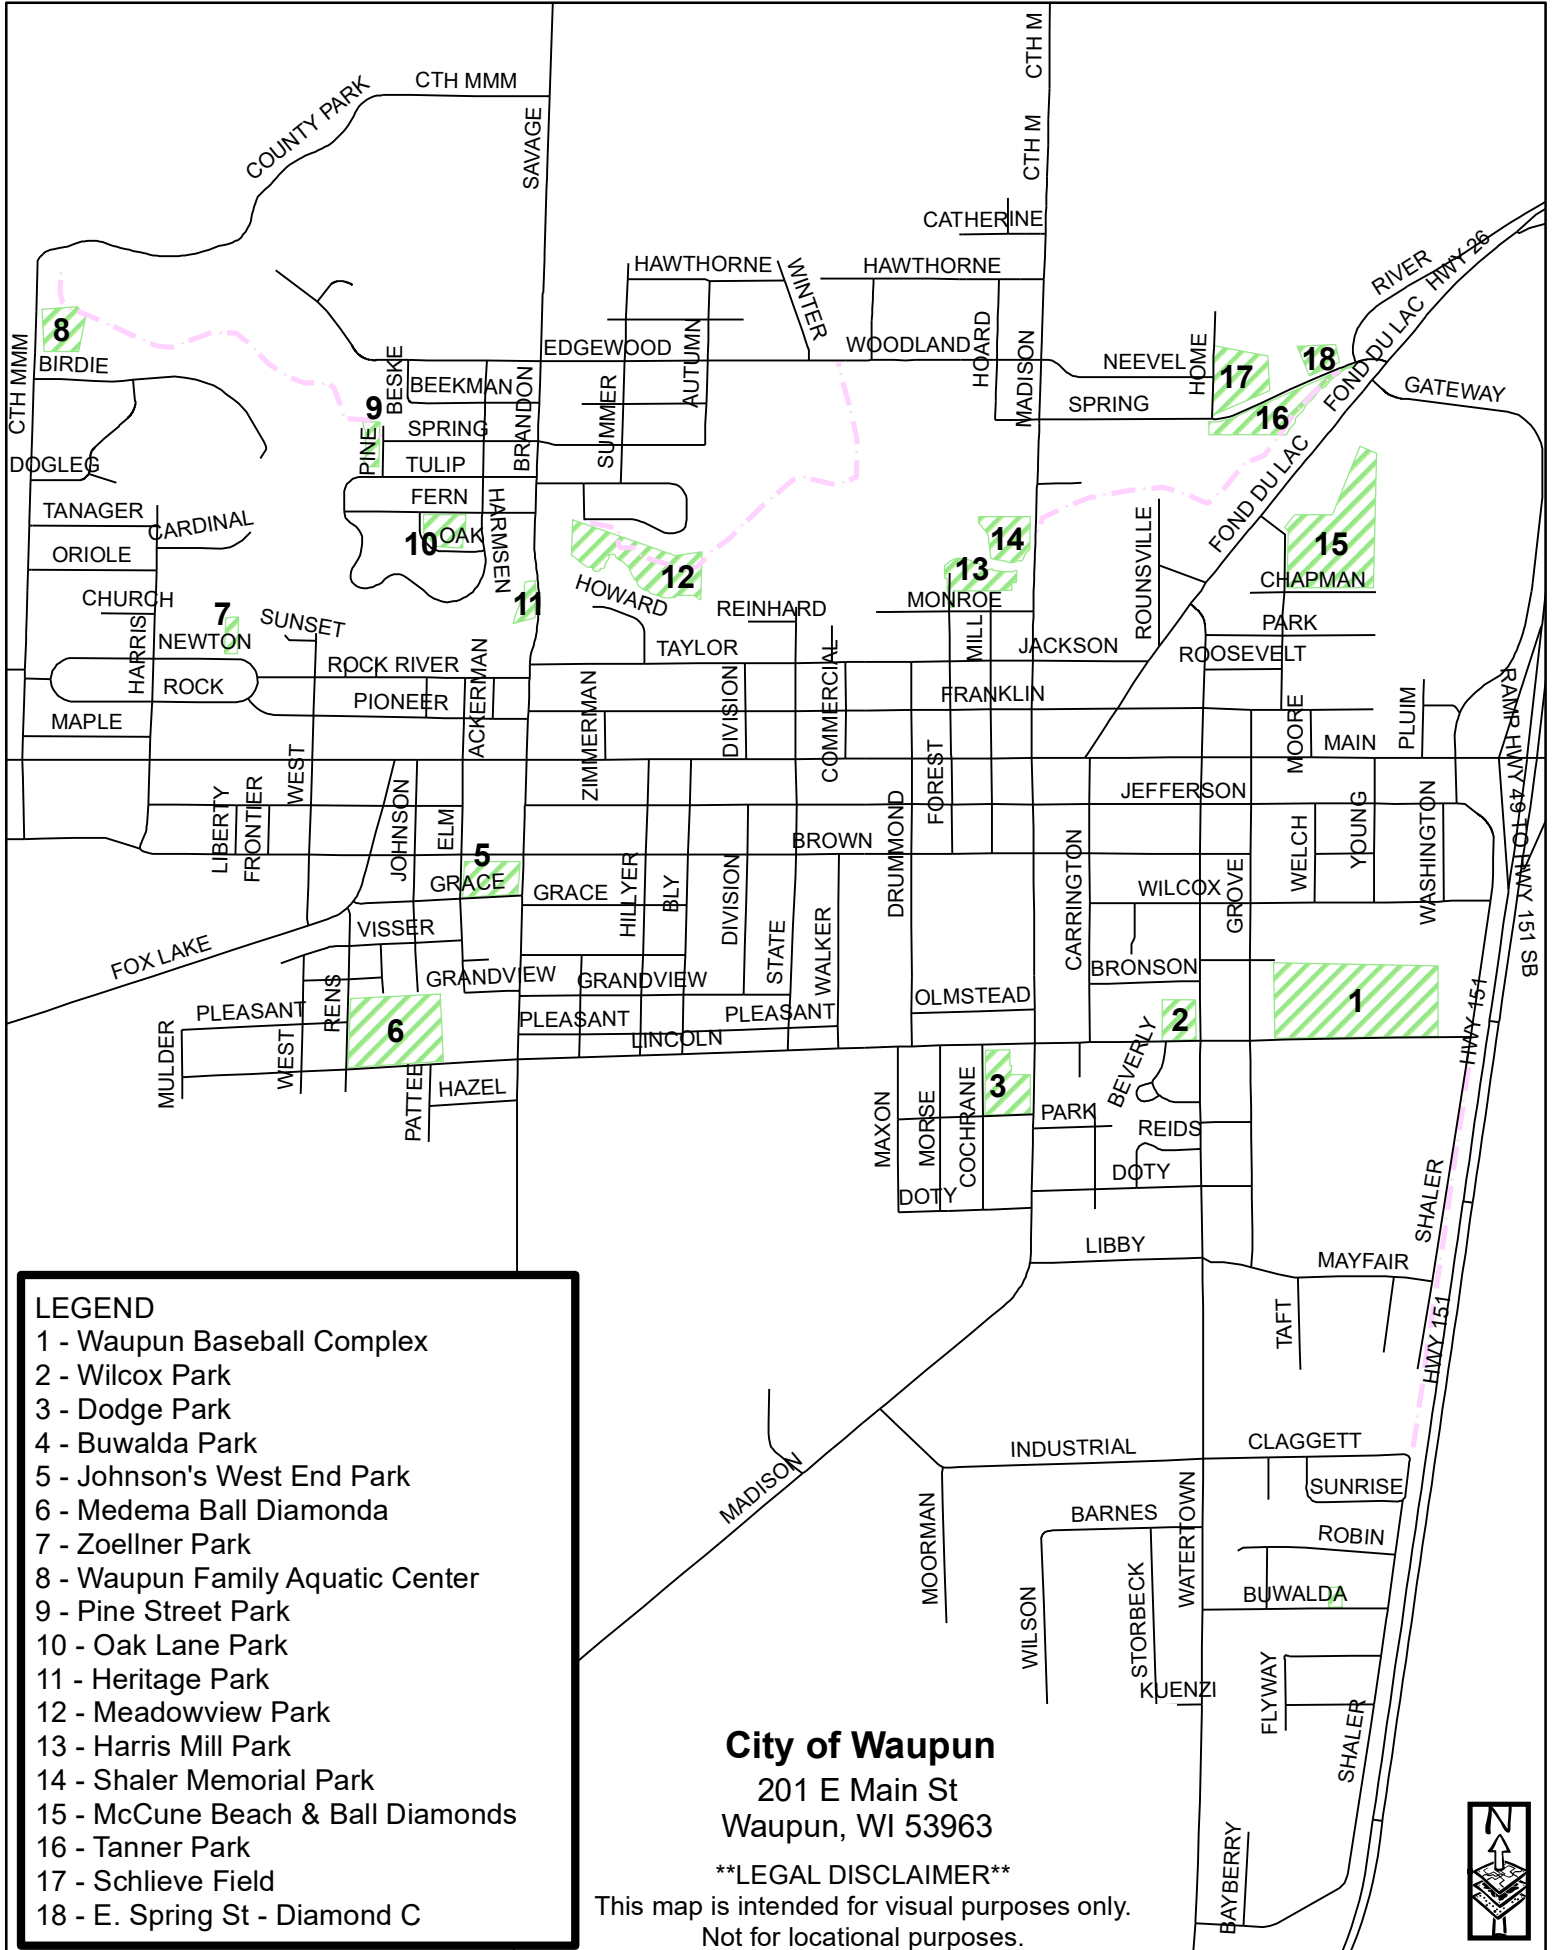 CTH M
CTH MMM
COUNTY PARK
SAVAGE
CTH M
CATHERINE
HAWTHORNE
WINTER
HAWTHORNE
RIVER
HWY 26
8
BIRDIE
CTH MMM
BESKE
EDGEWOOD
AUTUMN
WOODLAND
HOARD
MADISON
NEEVEL
HOME
17
18
FOND DU LAC
GATEWAY
BEEKMAN
9
PINE
SPRING
BRANDON
SUMMER
SPRING
16
DOGLEG
TULIP
FERN
HARMSEN
FOND DU LAC
TANAGER
CARDINAL
ORIOLE
10
OAK
12
14
13
ROUNSVILLE
15
CHAPMAN
CHURCH
7
SUNSET
11
HOWARD
REINHARD
MONROE
MILL
PARK
NEWTON
HARRIS
ROCK RIVER
TAYLOR
JACKSON
ROOSEVELT
ROCK
PIONEER
ACKERMAN
ZIMMERMAN
DIVISION
COMMERCIAL
FRANKLIN
MAPLE
MOORE
PLUIM
MAIN
RAMP HWY 49 TO HWY 151 SB
WEST
LIBERTY
FRONTIER
JOHNSON
ELM
FOREST
JEFFERSON
DRUMMOND
BROWN
WELCH
YOUNG
WASHINGTON
5
GRACE
GRACE
HILLYER
BLY
DIVISION
STATE
WALKER
CARRINGTON
WILCOX
GROVE
FOX LAKE
VISSER
GRANDVIEW
GRANDVIEW
BRONSON
PLEASANT
RENS
OLMSTEAD
1
MULDER
WEST
6
PLEASANT
PLEASANT
LINCOLN
2
HWY 151
PATTEE
HAZEL
MAXON
MORSE
COCHRANE
3
BEVERLY
PARK
REIDS
DOTY
DOTY
SHALER
LIBBY
MAYFAIR
TAFT
HWY 151
MADISON
INDUSTRIAL
CLAGGETT
SUNRISE
MOORMAN
BARNES
WATERTOWN
ROBIN
WILSON
STORBECK
BUWALDA
KUENZI
FLYWAY
SHALER
BAYBERRY
LEGEND
1 - Waupun Baseball Complex
2 - Wilcox Park
3 - Dodge Park
4 - Buwalda Park
5 - Johnson's West End Park
6 - Medema Ball Diamonda
7 - Zoellner Park
8 - Waupun Family Aquatic Center
9 - Pine Street Park
10 - Oak Lane Park
11 - Heritage Park
12 - Meadowview Park
13 - Harris Mill Park
14 - Shaler Memorial Park
15 - McCune Beach & Ball Diamonds
16 - Tanner Park
17 - Schlieve Field
18 - E. Spring St - Diamond C
City of Waupun
201 E Main St
Waupun, WI 53963
**LEGAL DISCLAIMER**
This map is intended for visual purposes only.
Not for locational purposes.
N